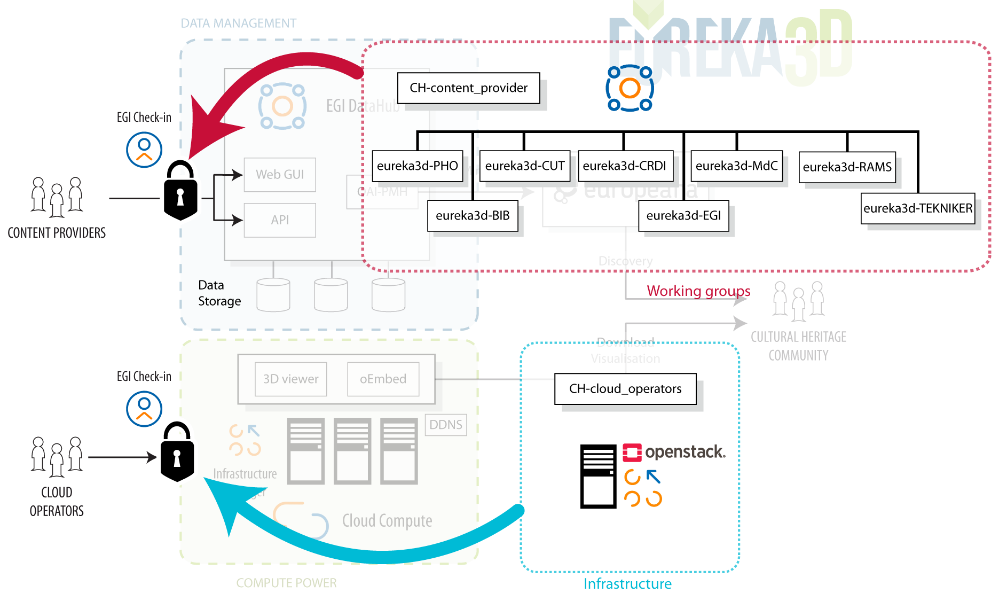 DATA MANAGEMENT
EUREKA3D
CH-content_provider
EGI DataHub
EGI Check-in
eureka3d-PHO
eureka3d-CUT
eureka3d-CRDI
eureka3d-MdC
eureka3d-RAMS
Web GUI
OAI-PMH
europeana
eureka3d-BIB
eureka3d-EGI
eureka3d-TEKNIKER
API
CONTENT PROVIDERS
Discovery
Data
Storage
Working groups
CULTURAL HERITAGE
COMMUNITY
Download
Visualisation
EGI Check-in
3D viewer
oEmbed
CH-cloud_operators
DDNS
openstack.
Infrastructure
CLOUD
OPERATORS
Cloud Compute
COMPUTE POWER
Infrastructure